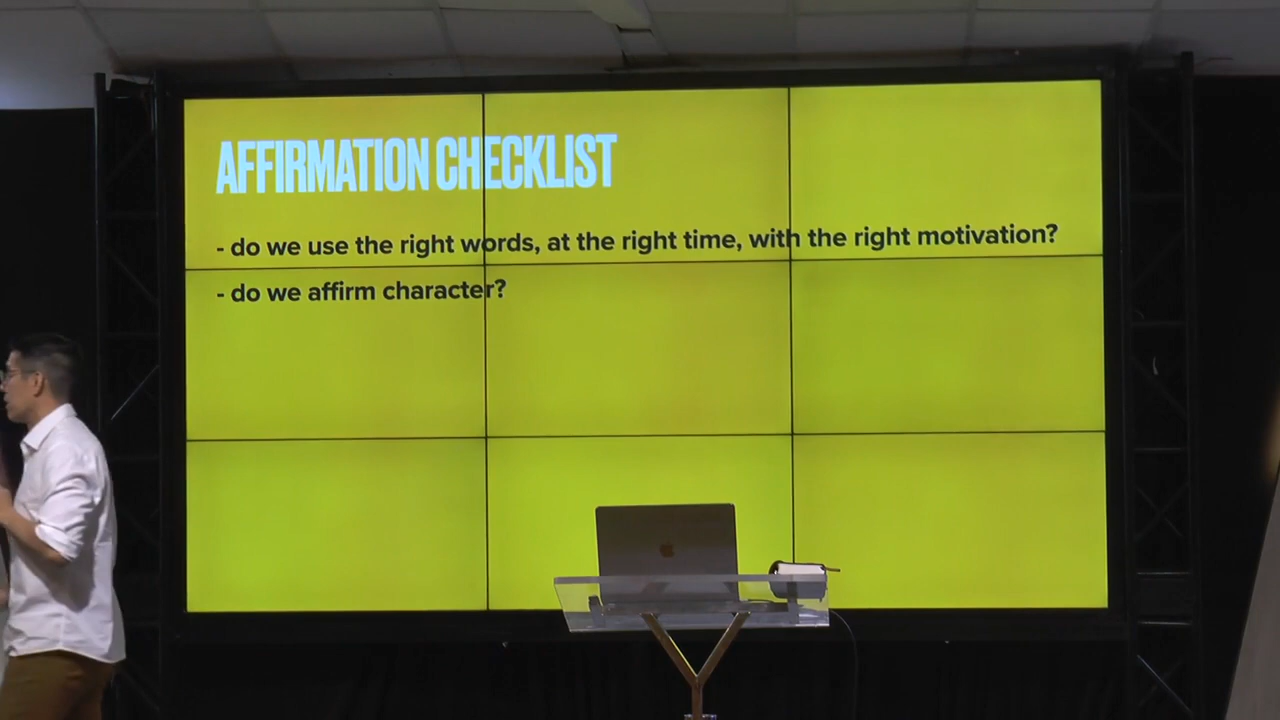 AFFIRMATION CHECKLIST
- do we use the right words, at the right time, with the right motivation?
- do we affirm character?